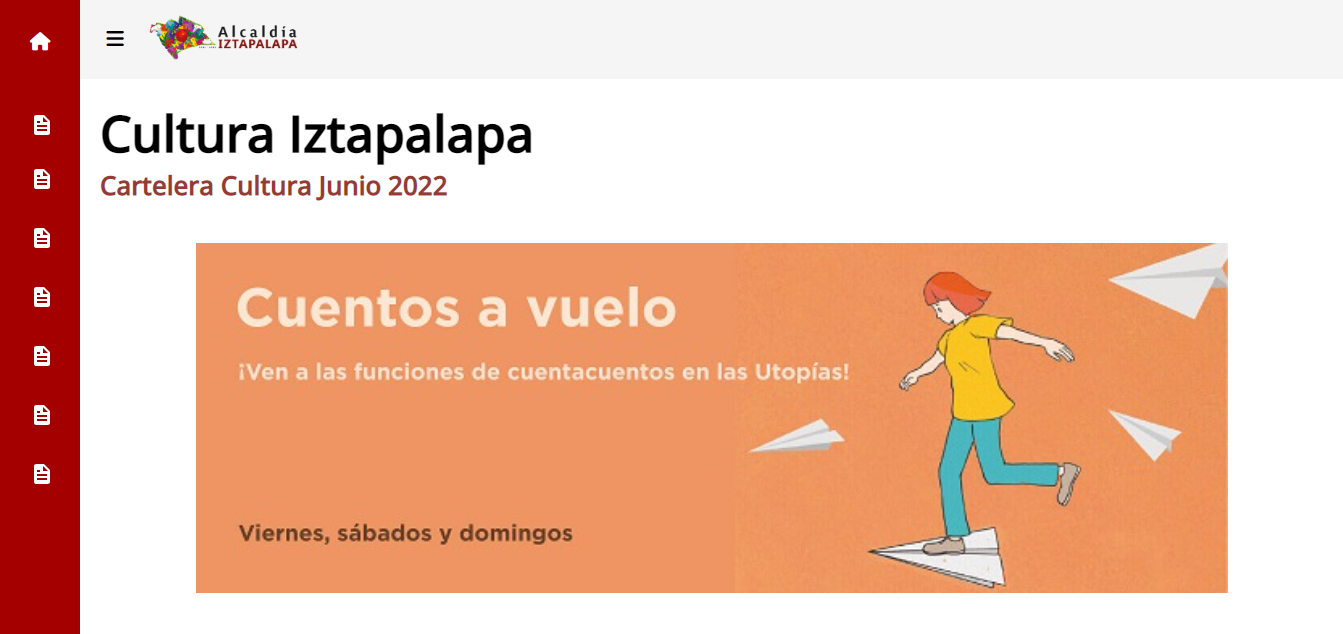 Alcaldía
IZTAPALAPA
Cultura Iztapalapa
Cartelera Cultura Junio 2022
Cuentos a vuelo
¡Ven a las funciones de cuentacuentos en las Utopías!
Viernes, sábados y domingos